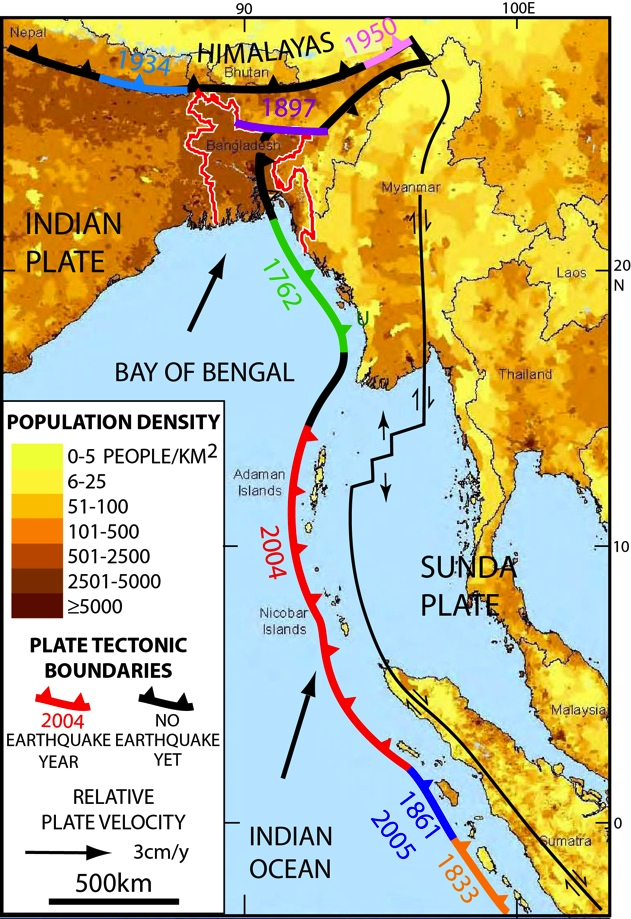 90
100E
Nepal
HIMALAYAS
1950
1934
Bhutan
1897
Bangladesh
Myanmar
INDIAN
PLATE
Laos
20
N
1762
U
BAY OF BENGAL
Thailand
POPULATION DENSITY
0-5 PEOPLE/KM2
6-25
51-100
101-500
501-2500
2501-5000
≥5000
Adaman
Islands
10
2004
SUNDA
PLATE
Nicobar
Islands
PLATE TECTONIC
BOUNDARIES
2004
EARTHQUAKE
YEAR
NO
EARTHQUAKE
YET
Malaysia
RELATIVE
PLATE VELOCITY
3cm/y
500km
INDIAN
OCEAN
1861
2005
1833
0
Sumatra